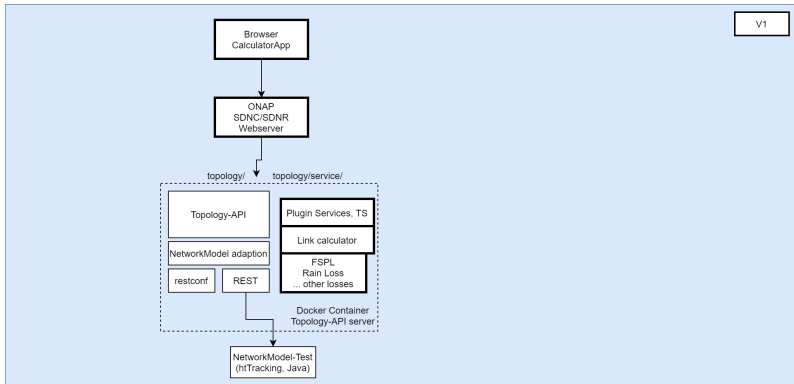 V1
Browser
CalculatorApp
ONAP
SDNC/SDNR
Webserver
topology/
topology/service/
Topology-API
Plugin Services, TS
Link calculator
NetworkModel adaption
FSPL
Rain Loss
... other losses
restconf
REST
Docker Container
Topology-API server
NetworkModel-Test
(htTracking, Java)